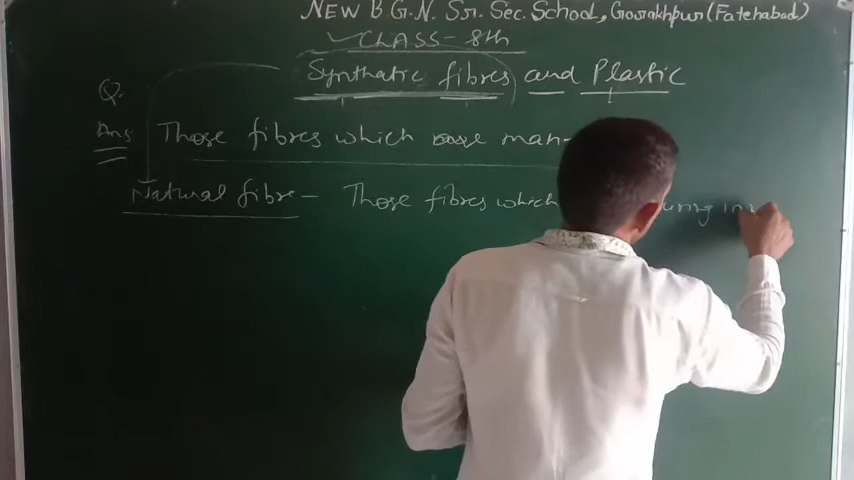 NEW B.G.N. Sr. Sec. School, Gorakhpur (Fatehabad)
CLASS - 8th
Synthatic fibres and Plastic
Q.
Ans Those fibres which are man-
Natural fibre - Those fibres which